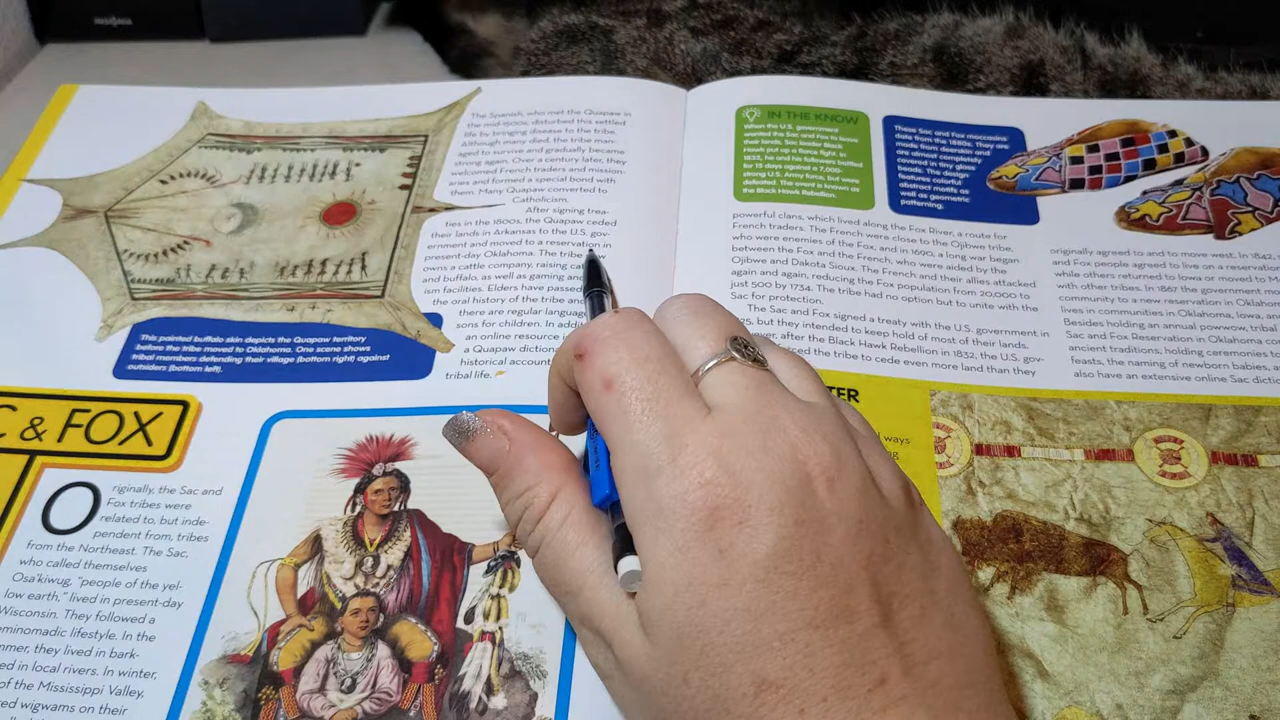 INSIGNIA
The Spanish, who met the Quapaw in
the mid-1500s, disturbed this settled
life by bringing disease to the tribe.
Although many died, the tribe man-
aged to survive and gradually became
strong again. Over a century later, they
welcomed French traders and mission-
aries and formed a special bond with
them. Many Quapaw converted to
Catholicism.
After signing trea-
ties in the 1800s, the Quapaw ceded
their lands in Arkansas to the U.S. gov-
ernment and moved to a reservation in
present-day Oklahoma. The tribe
owns a cattle company, raising
and buffalo, as well as gaming and
ism facilities. Elders have passed
the oral history of the tribe and
there are regular language
sons for children. In
an online resource
a Quapaw
historical
tribal life.
This painted buffalo skin depicts the Quapaw territory
before the tribe moved to Oklahoma. One scene shows
tribal members defending their village (bottom right) against
outsiders (bottom left).
& FOX
Originally, the Sac and
Fox tribes were
related to, but inde-
pendent from, tribes
from the Northeast. The Sac,
who called themselves
Osa'kiwug, "people of the yel-
low earth," lived in present-day
Wisconsin. They followed a
lifestyle. In the
they lived in bark-
in local rivers. In winter,
of the Mississippi Valley,
wigwams on their
IN THE KNOW
When the U.S. government
wanted the Sac and Fox to leave
their lands, Sac leader Black
Hawk put up a fierce fight. In
1832, he and his followers battled
for 15 days against a 7,000-
strong U.S. Army force, but were
defeated. The event is known as
the Black Hawk Rebellion.
These Sac and Fox moccasins
date from the 1880s. They are
made from deerskin and
are almost completely
covered in tiny glass
beads. The design
features colorful
abstract motifs as
well as geometric
patterning.
powerful clans, which lived along the Fox River, a route for
French traders. The French were close to the Ojibwe tribe,
who were enemies of the Fox, and in 1690, a long war began
between the Fox and the French, who were aided by the
Ojibwe and Dakota Sioux. The French and their allies attacked
again and again, reducing the Fox population from 20,000 to
just 500 by 1734. The tribe had no option but to unite with the
Sac for protection.
The Sac and Fox signed a treaty with the U.S. government in
but they intended to keep hold of most of their lands.
after the Black Hawk Rebellion in 1832, the U.S. gov-
the tribe to cede even more land than they
originally agreed to and move west. In 1842,
and Fox people agreed to live on a
while others returned to Iowa or moved to
with other tribes. In 1867 the government
community to a new reservation in
lives in communities in Oklahoma, Iowa,
Besides holding an annual powwow,
Sac and Fox Reservation in Oklahoma
ancient traditions, holding ceremonies
feasts, the naming of newborn babies,
also have an extensive online Sac
ways